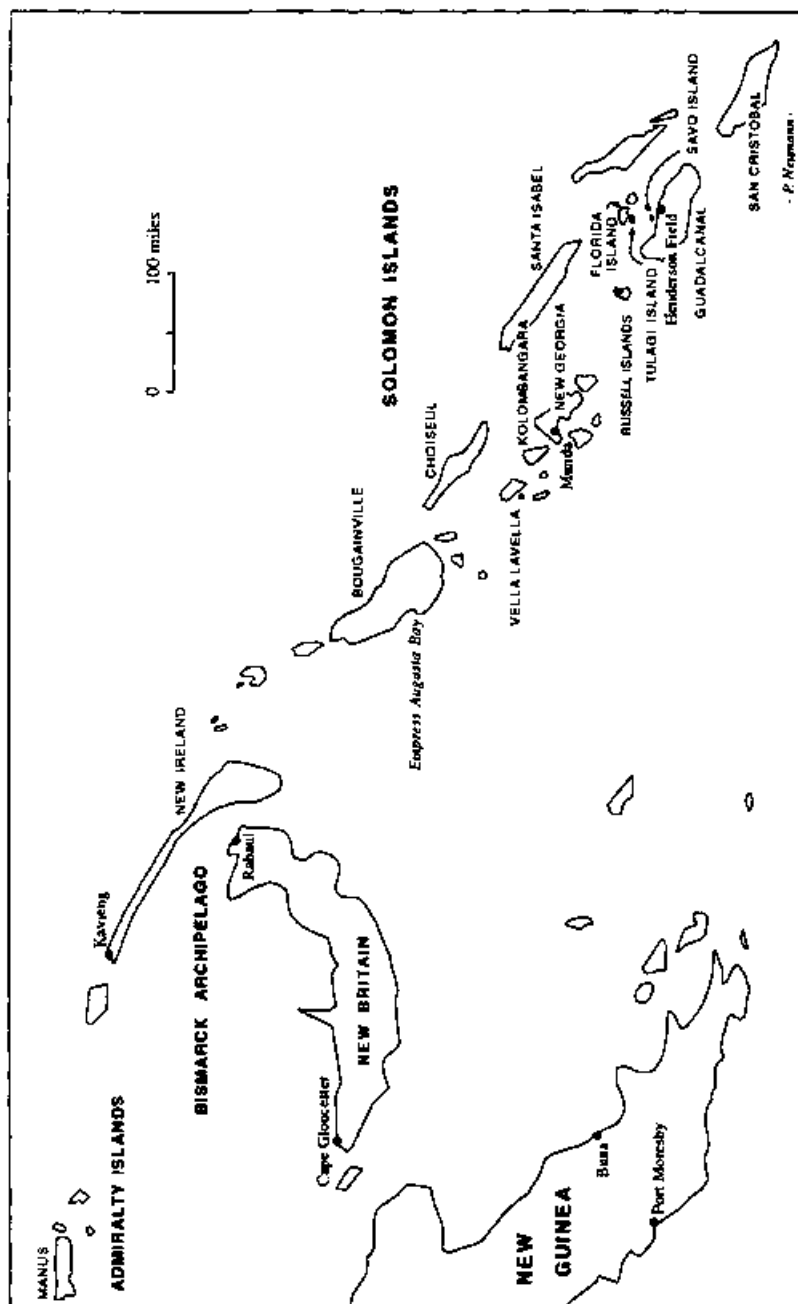 MANUS
ADMIRALTY ISLANDS
Kavieng
NEW IRELAND
BISMARCK ARCHIPELAGO
Rabaul
Cape Gloucester
NEW BRITAIN
NEW
GUINEA
Buna
Port Moresby
0
100 miles
SOLOMON ISLANDS
BOUGAINVILLE
Empress Augusta Bay
CHOISEUL
VELLA LAVELLA
KOLOMBANGARA
NEW GEORGIA
Munda
SANTA ISABEL
FLORIDA
ISLAND
RUSSELL ISLANDS
TULAGI ISLAND
Henderson Field
GUADALCANAL
SAVO ISLAND
SAN CRISTOBAL
- P. Neumann -